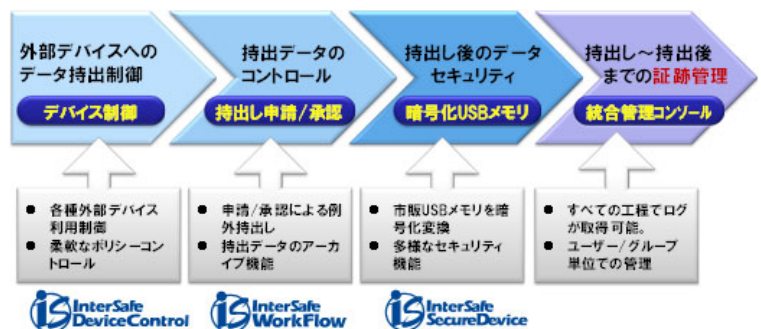 外部デバイスへの
データ持出制御
デバイス制御
持出データの
コントロール
持出し申請/承認
持出し後のデータ
セキュリティ
暗号化USBメモリ
持出し～持出後
までの証跡管理
統合管理コンソール
● 各種外部デバイス
利用制御
● 柔軟なポリシーコン
トロール
● 申請/承認による例
外持出し
● 持出データのアーカ
イブ機能
● 市販USBメモリを暗
号化変換
● 多様なセキュリティ
機能
● すべての工程でログ
が取得可能。
● ユーザー/グループ
単位での管理
iS InterSafe
DeviceControl
iS InterSafe
WorkFlow
iS InterSafe
SecureDevice